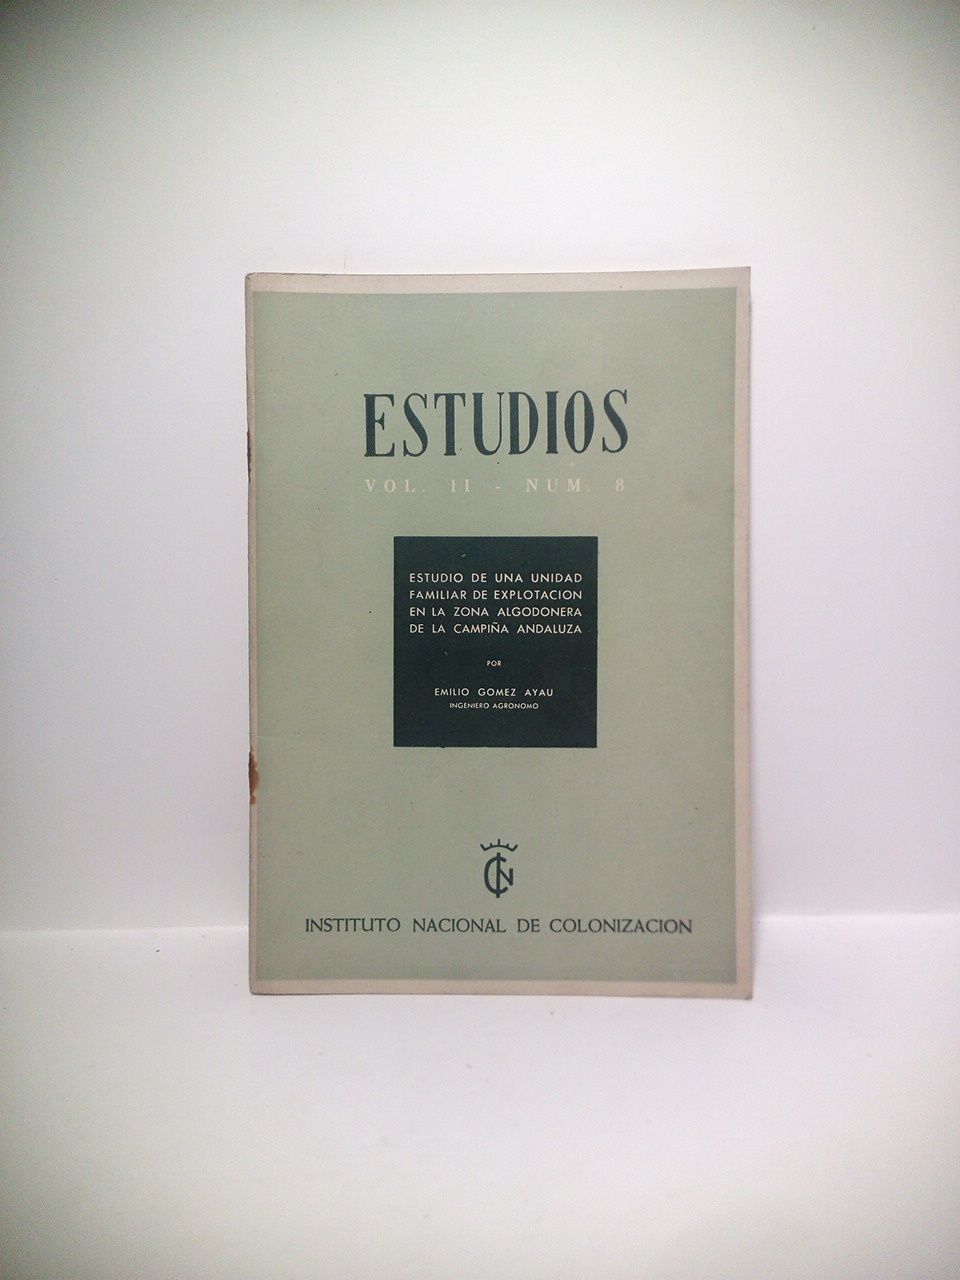 ESTUDIOS
VOL. II - NUM. 8
ESTUDIO DE UNA UNIDAD
FAMILIAR DE EXPLOTACION
EN LA ZONA ALGODONERA
DE LA CAMPIÑA ANDALUZA
POR
EMILIO GOMEZ AYAU
INGENIERO AGRONOMO
INSTITUTO NACIONAL DE COLONIZACION